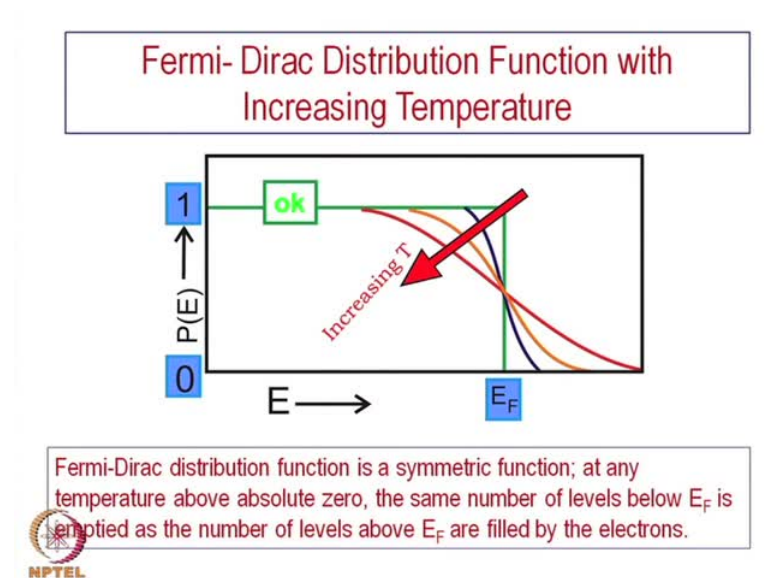 Fermi- Dirac Distribution Function with
Increasing Temperature
1
ok
Increasing T
P(E)
0
E
EF
Fermi-Dirac distribution function is a symmetric function; at any
temperature above absolute zero, the same number of levels below EF is
emptied as the number of levels above EF are filled by the electrons.
NPTEL